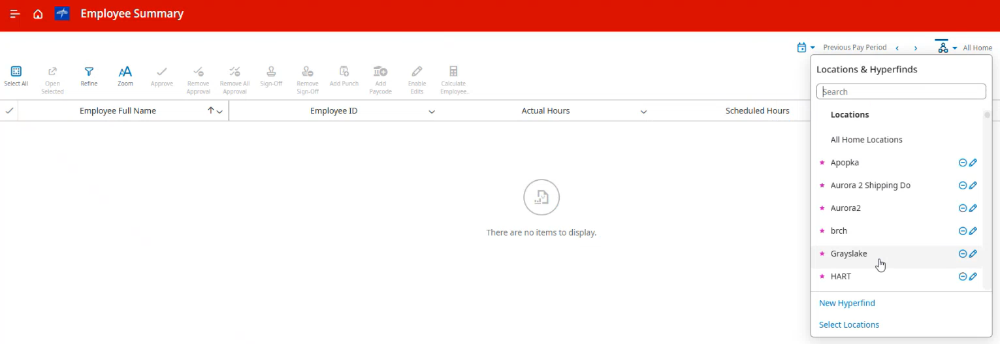 Employee Summary
Previous Pay Period
All Home
Select All
Open Selected
Refine
Zoom
Approve
Remove Approval
Remove All Approval
Sign-Off
Remove Sign-Off
Add Punch
Add Paycode
Enable Edits
Calculate Employee..
Employee Full Name
Employee ID
Actual Hours
Scheduled Hours
There are no items to display.
Locations & Hyperfinds
Search
Locations
All Home Locations
Apopka
Aurora 2 Shipping Do
Aurora2
brch
Grayslake
HART
New Hyperfind
Select Locations